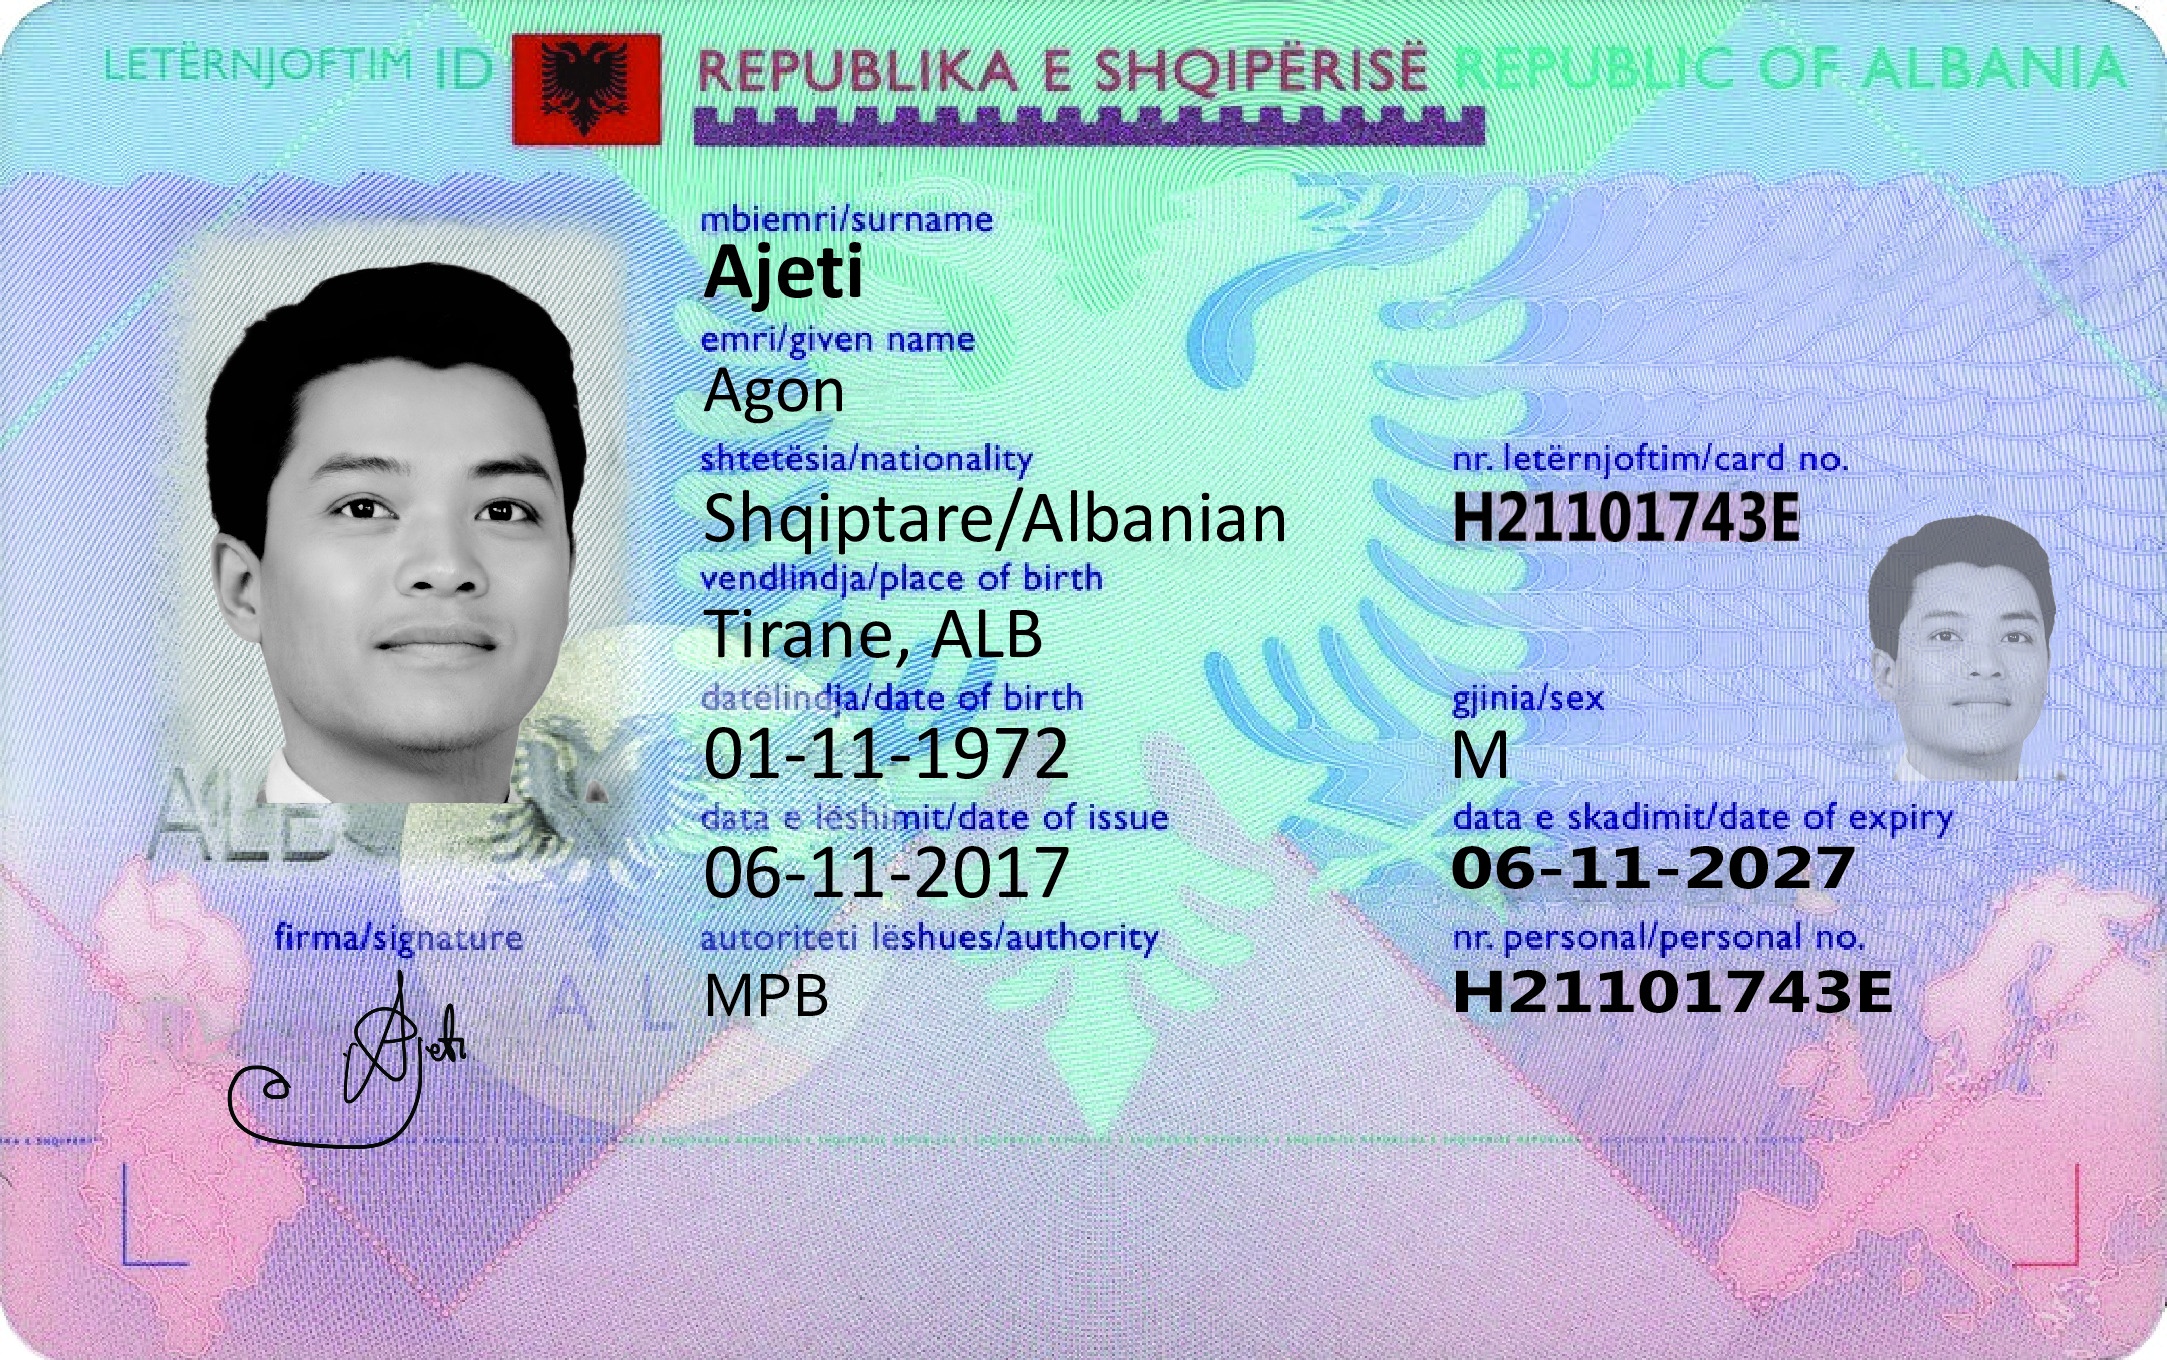 LETËRNJOFTIM ID REPUBLIKA E SHQIPËRISË REPUBLIC OF ALBANIA
mbiemri/surname
Ajeti
emri/given name
Agon
shtetësia/nationality
Shqiptare/Albanian
nr. letërnjoftim/card no.
H21101743E
vendlindja/place of birth
Tirane, ALB
datëlindja/date of birth
01-11-1972
gjinia/sex
M
data e lëshimit/date of issue
06-11-2017
data e skadimit/date of expiry
06-11-2027
ALB
firma/signature
Ajeti
autoriteti lëshues/authority
MPB
nr. personal/personal no.
H21101743E
A L